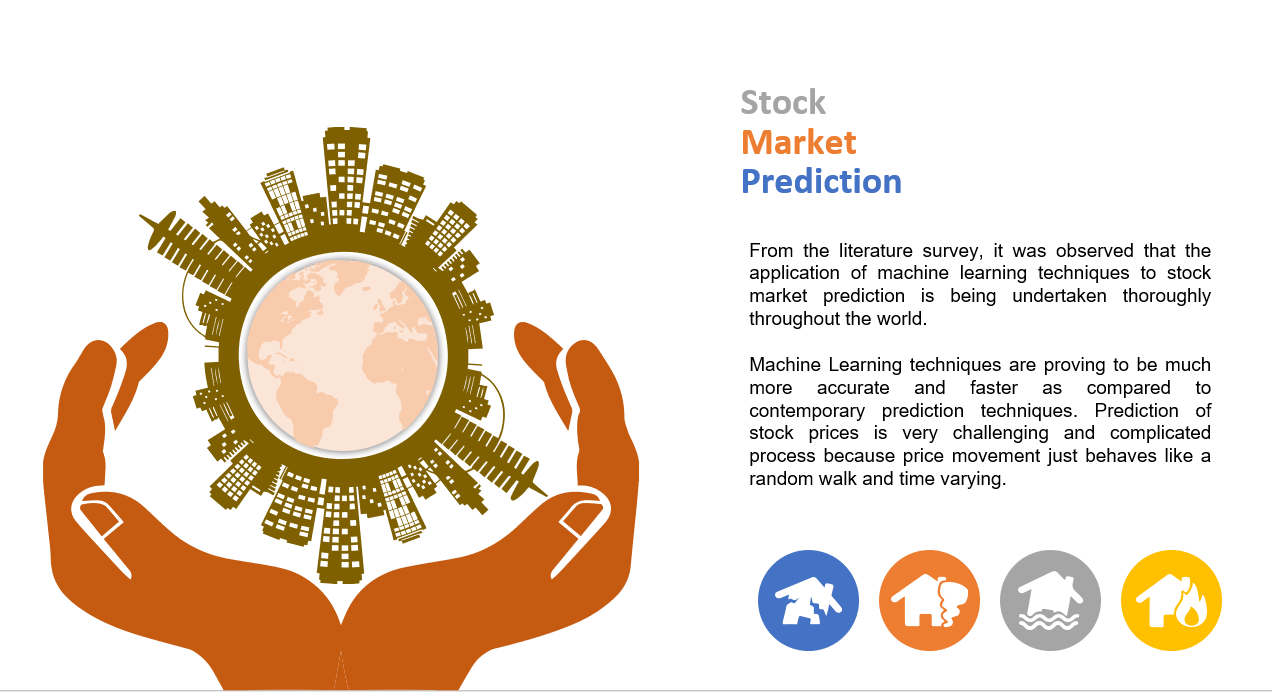 Stock
Market
Prediction
From the literature survey, it was observed that the
application of machine learning techniques to stock
market prediction is being undertaken thoroughly
throughout the world.
Machine Learning techniques are proving to be much
more accurate and faster as compared to
contemporary prediction techniques. Prediction of
stock prices is very challenging and complicated
process because price movement just behaves like a
random walk and time varying.